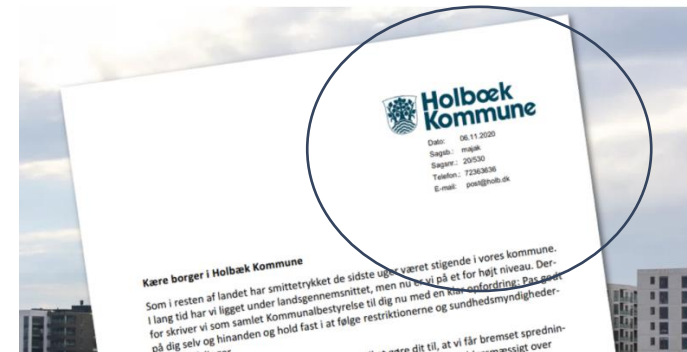 Holbæk
Kommune
Dato: 06.11.2020
Sagsb.: majak
Sagsnr.: 20/530
Telefon.: 72363636
E-mail: post@holb.dk
Kære borger i Holbæk Kommune
Som i resten af landet har smittetrykket de sidste uger været stigende i vores kommune.
I lang tid har vi ligget under landsgennemsnittet, men nu er vi på et for højt niveau. Der-
for skriver vi som samlet Kommunalbestyrelse til dig nu med en klar opfordring: Pas godt
på dig selv og hinanden og hold fast i at følge restriktionerne og sundhedsmyndigheder-
gøre dit til, at vi får bremset sprednin-